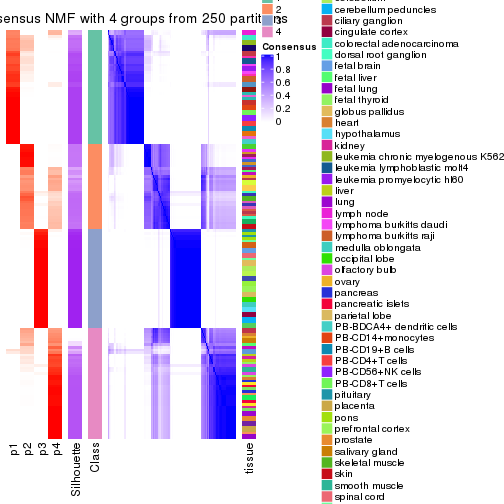 sensus NMF with 4 groups from 250 partitions
2
3
4
Consensus
1
0.8
0.6
0.4
0.2
0
cerebellum peduncles
ciliary ganglion
cingulate cortex
colorectal adenocarcinoma
dorsal root ganglion
fetal brain
fetal liver
fetal lung
fetal thyroid
globus pallidus
heart
hypothalamus
kidney
leukemia chronic myelogenous K562
leukemia lymphoblastic molt4
leukemia promyelocytic hl60
liver
lung
lymph node
lymphoma burkitts daudi
lymphoma burkitts raji
medulla oblongata
occipital lobe
olfactory bulb
ovary
pancreas
pancreatic islets
parietal lobe
PB-BDCA4+ dendritic cells
PB-CD14+monocytes
PB-CD19+B cells
PB-CD4+T cells
PB-CD56+NK cells
PB-CD8+T cells
pituitary
placenta
pons
prefrontal cortex
prostate
salivary gland
skeletal muscle
skin
smooth muscle
spinal cord
p1
p2
p3
p4
Silhouette
Class
tissue